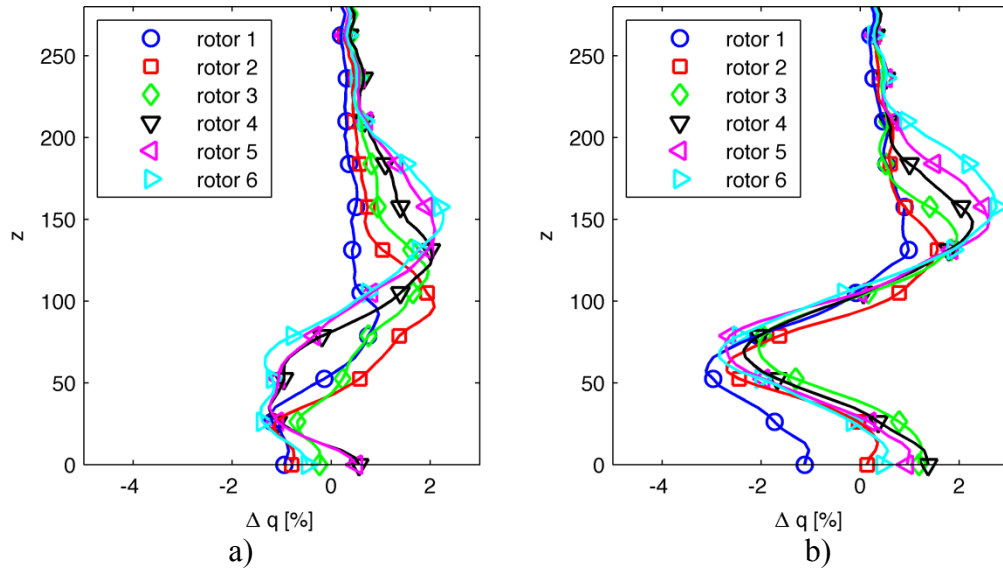 rotor 1
rotor 2
rotor 3
rotor 4
rotor 5
rotor 6
250
200
150
100
50
0
z
-4 -2 0 2
Δ q [%]
a)
rotor 1
rotor 2
rotor 3
rotor 4
rotor 5
rotor 6
250
200
150
100
50
0
z
-4 -2 0 2
Δ q [%]
b)